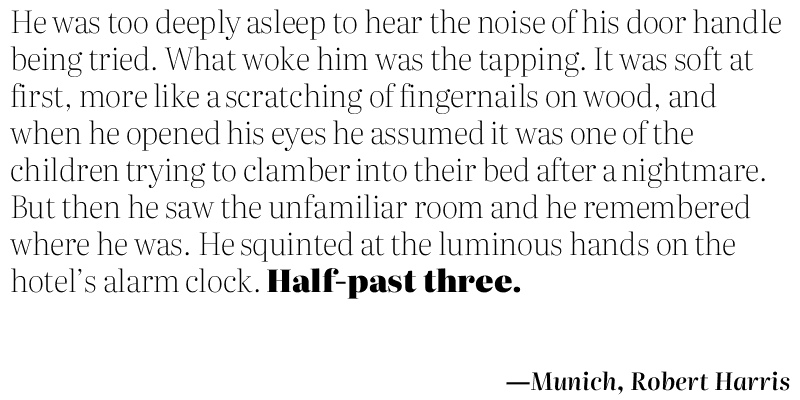 He was too deeply asleep to hear the noise of his door handle
being tried. What woke him was the tapping. It was soft at
first, more like a scratching of fingernails on wood, and
when he opened his eyes he assumed it was one of the
children trying to clamber into their bed after a nightmare.
But then he saw the unfamiliar room and he remembered
where he was. He squinted at the luminous hands on the
hotel’s alarm clock. Half-past three.
—Munich, Robert Harris